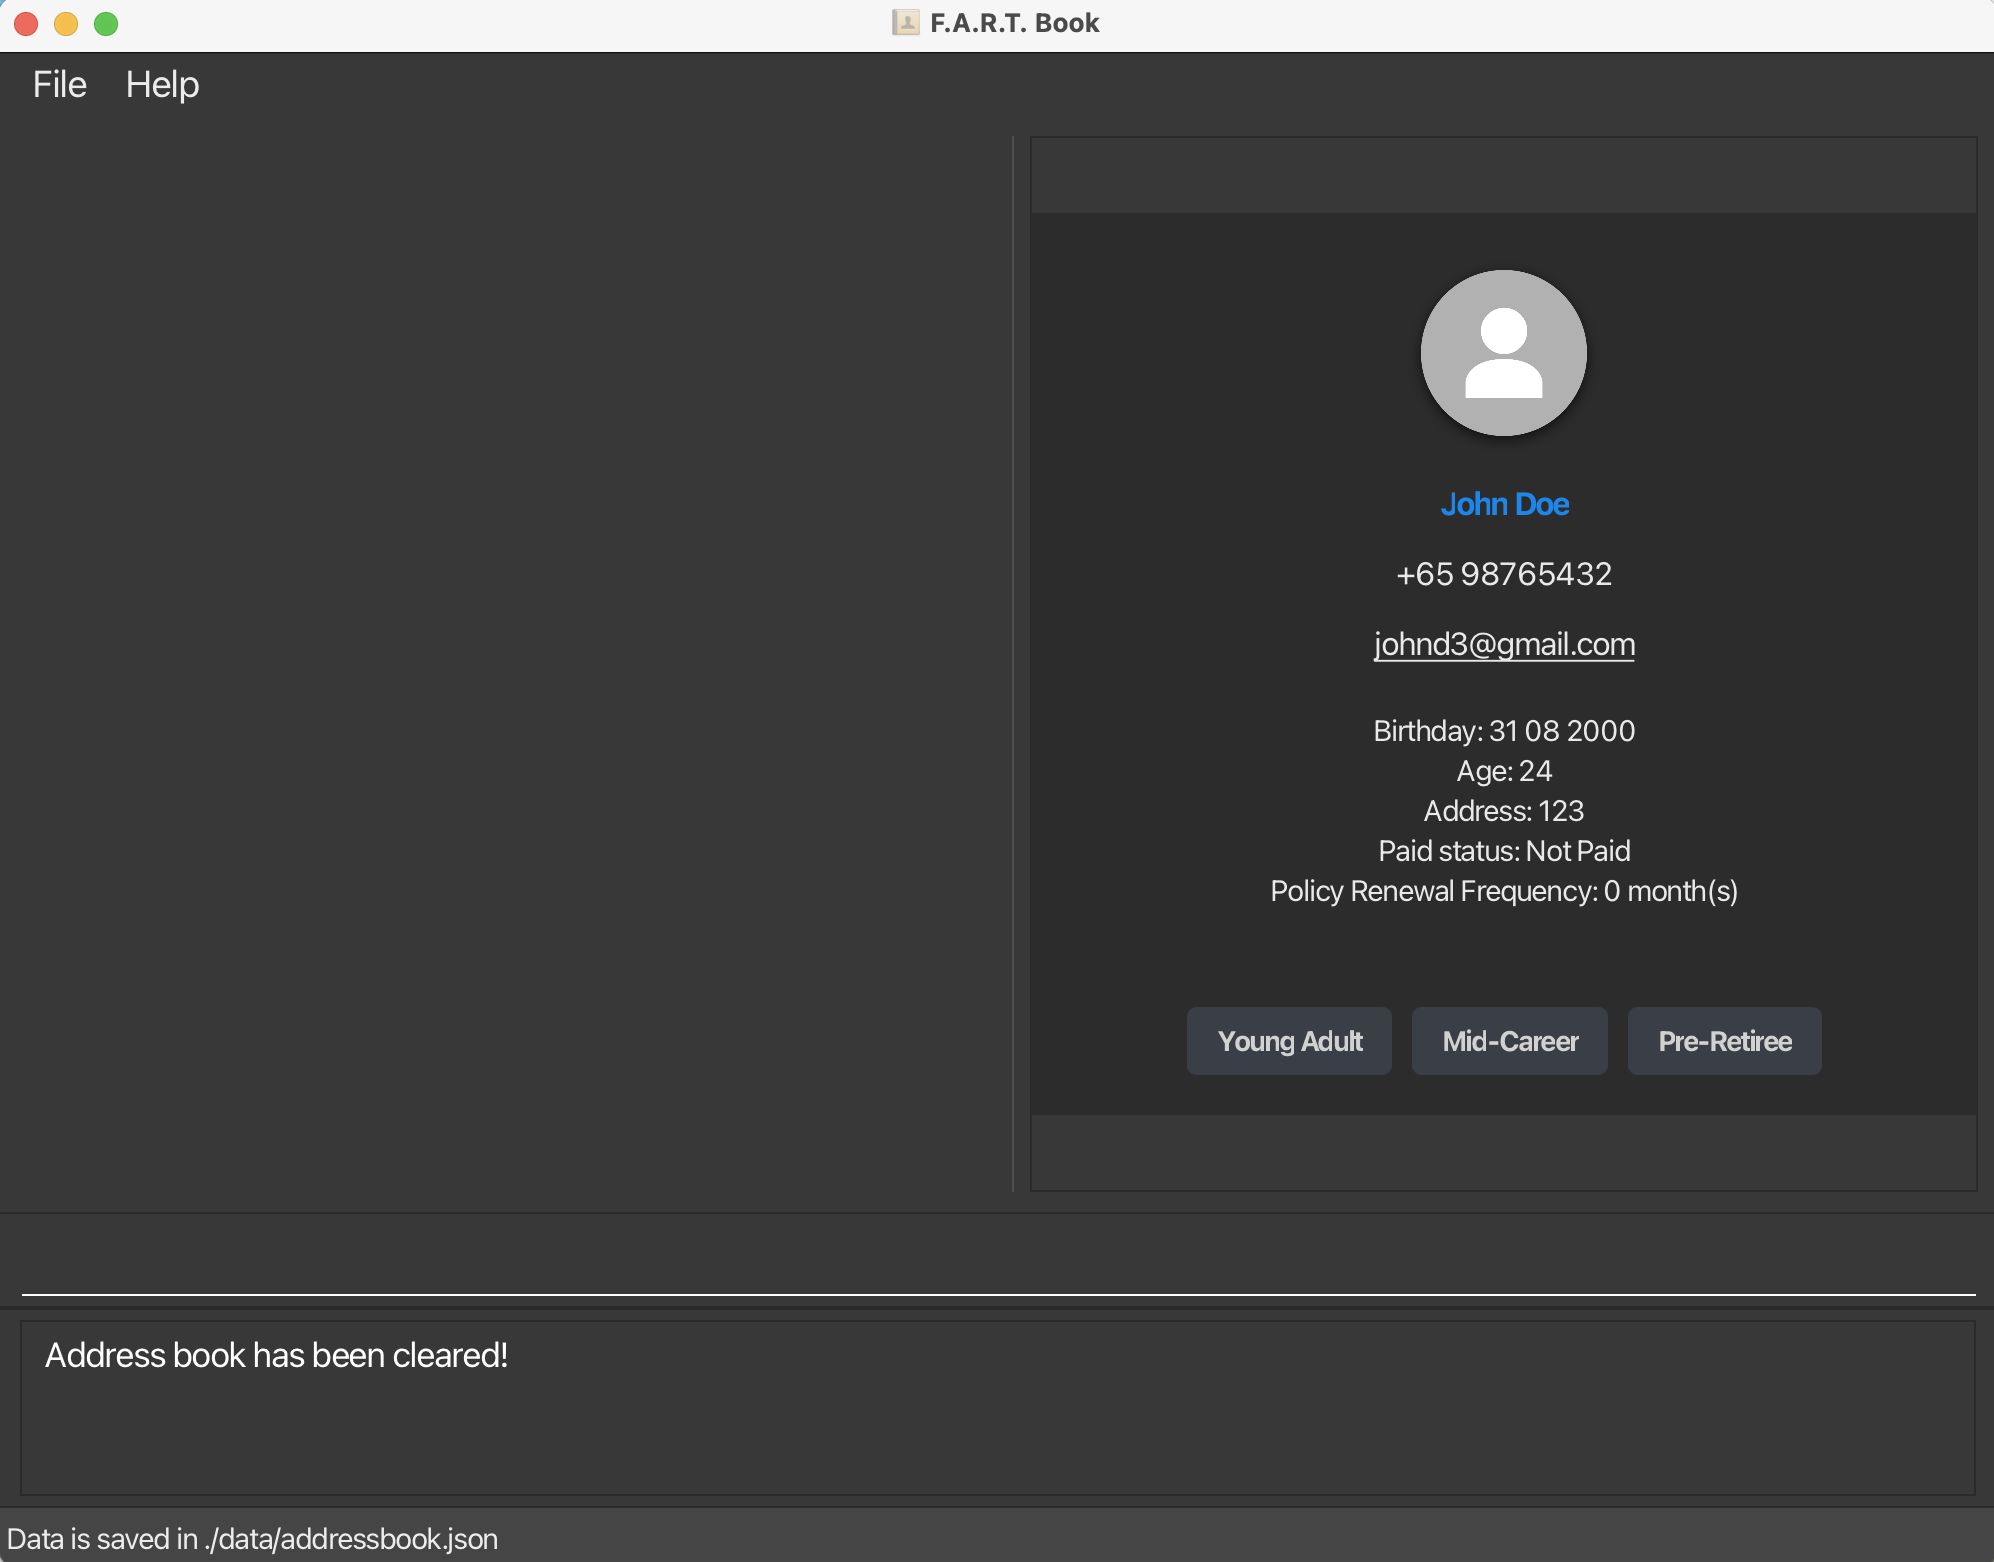 F.A.R.T. Book
File Help
John Doe
+65 98765432
johnd3@gmail.com
Birthday: 31 08 2000
Age: 24
Address: 123
Paid status: Not Paid
Policy Renewal Frequency: 0 month(s)
Young Adult Mid-Career Pre-Retiree
Address book has been cleared!
Data is saved in ./data/addressbook.json